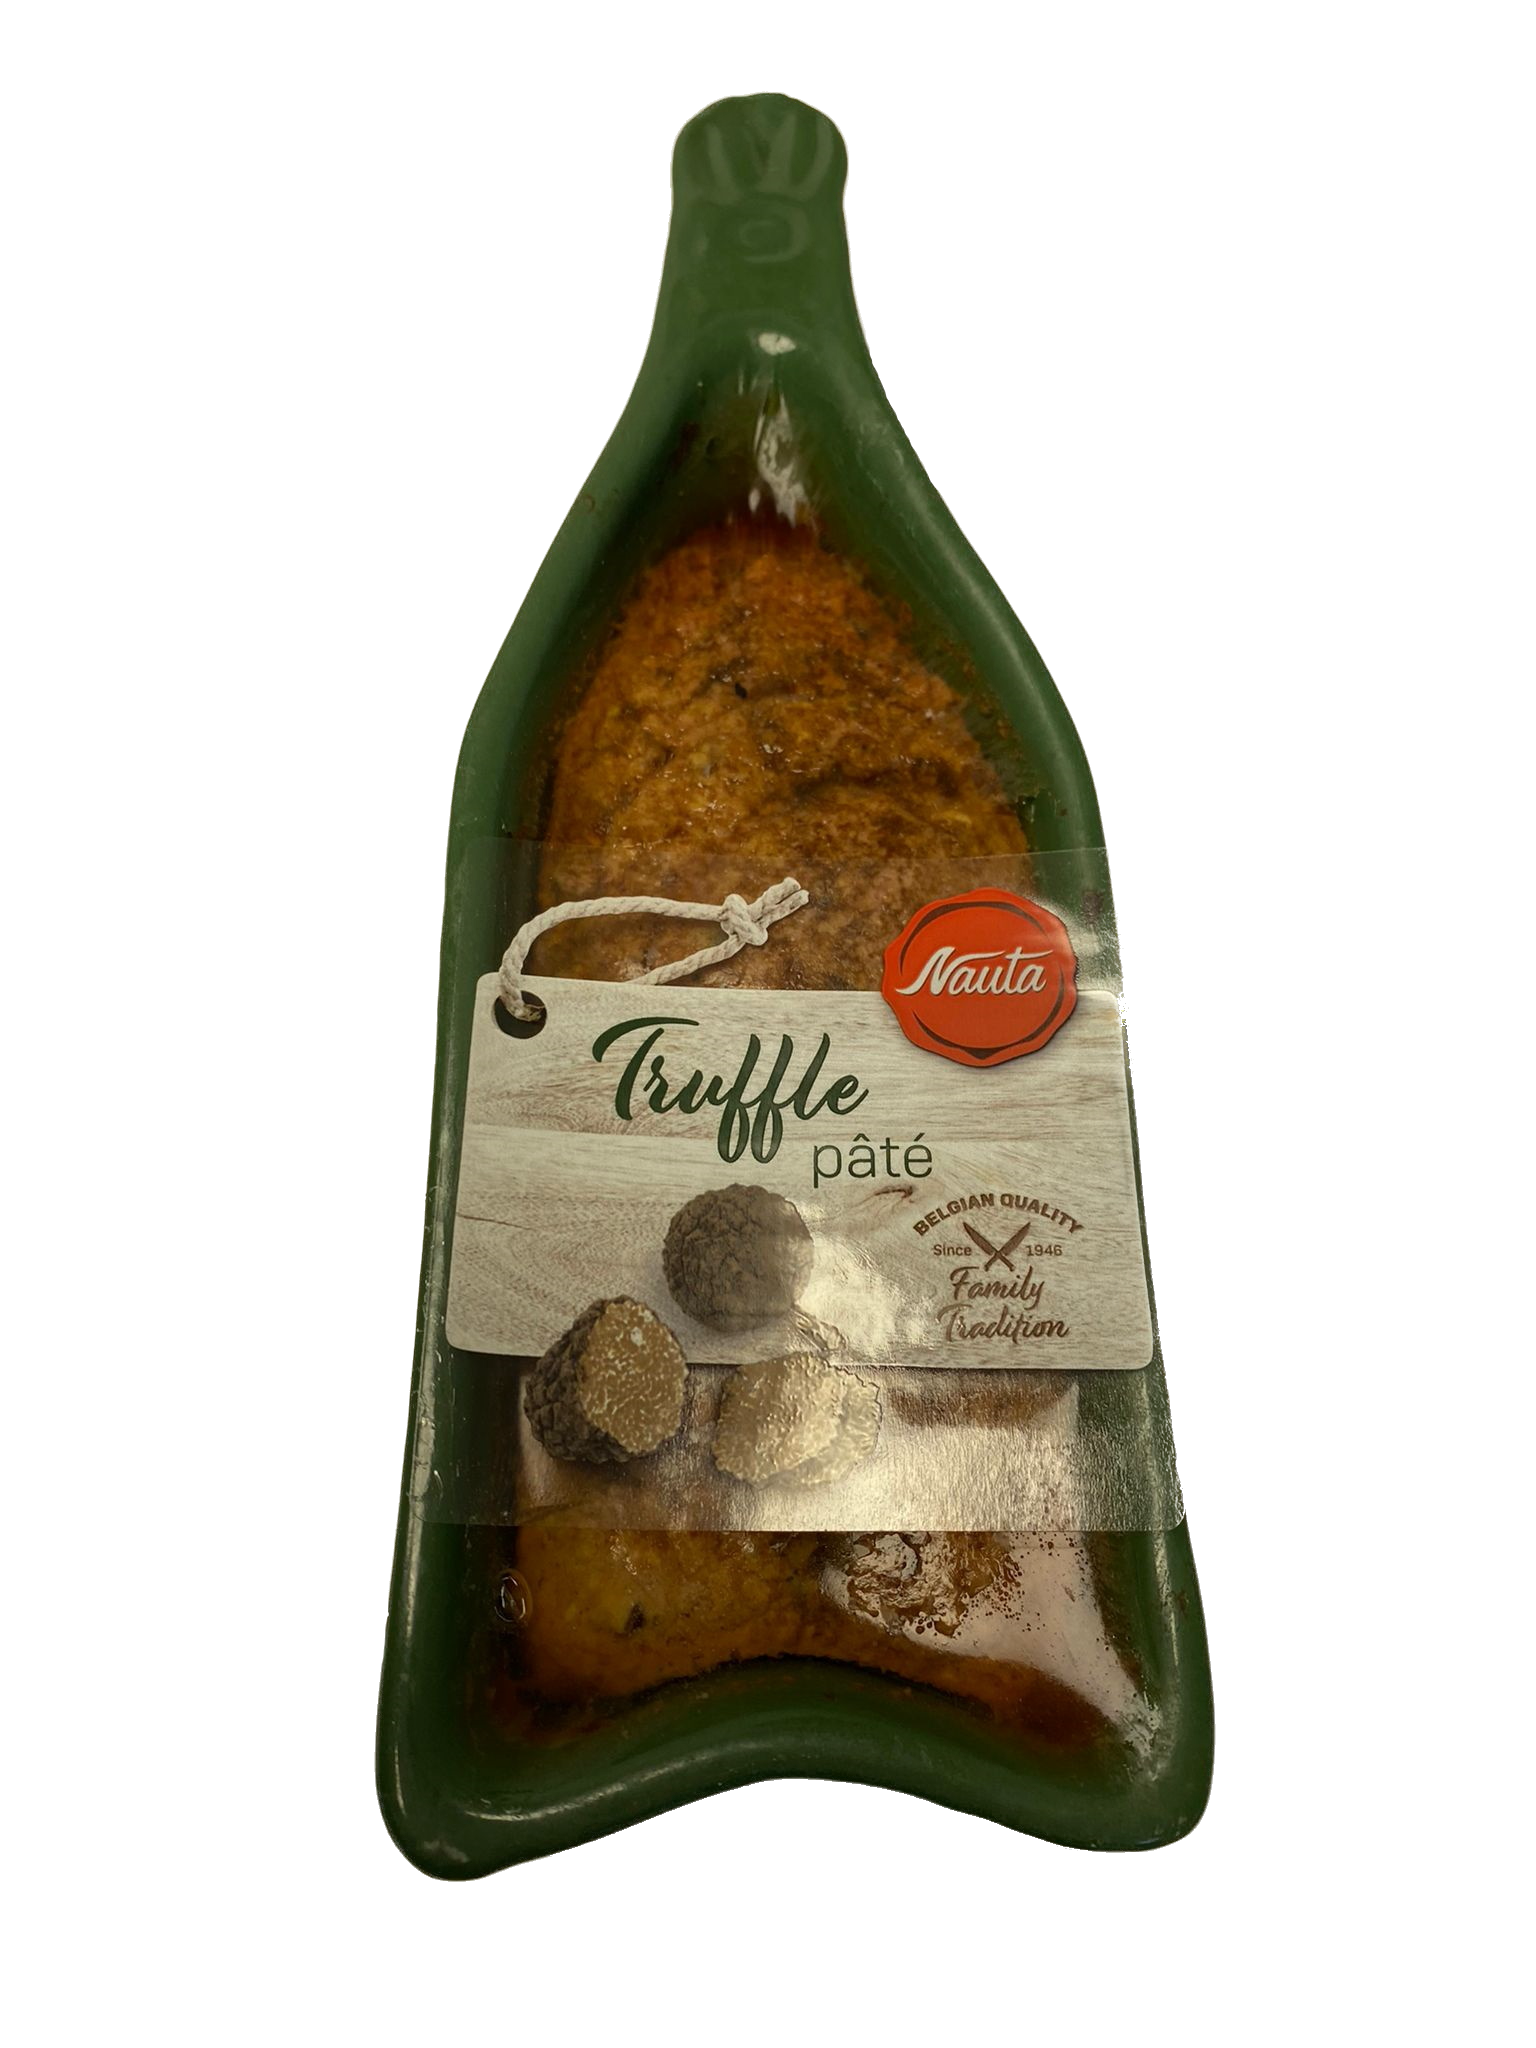 Nauta
Truffle
pâté
BELGIAN QUALITY
Since 1946
Family
Tradition